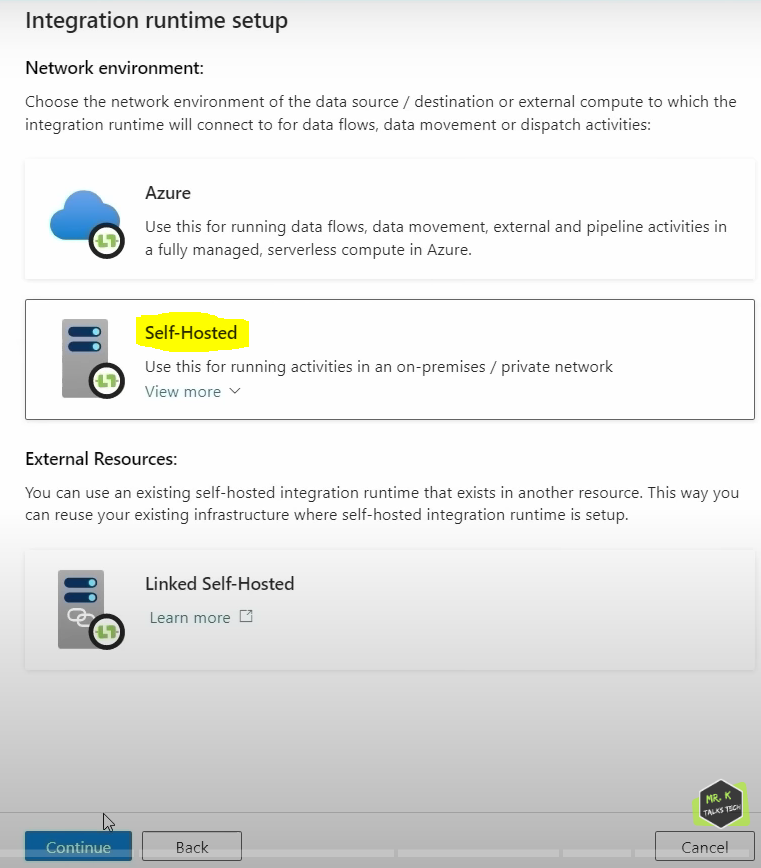 Integration runtime setup
Network environment:
Choose the network environment of the data source / destination or external compute to which the
integration runtime will connect to for data flows, data movement or dispatch activities:
Azure
Use this for running data flows, data movement, external and pipeline activities in
a fully managed, serverless compute in Azure.
Self-Hosted
Use this for running activities in an on-premises / private network
View more
External Resources:
You can use an existing self-hosted integration runtime that exists in another resource. This way you
can reuse your existing infrastructure where self-hosted integration runtime is setup.
Linked Self-Hosted
Learn more
MR. K
TALKS TECH
Continue
Back
Cancel